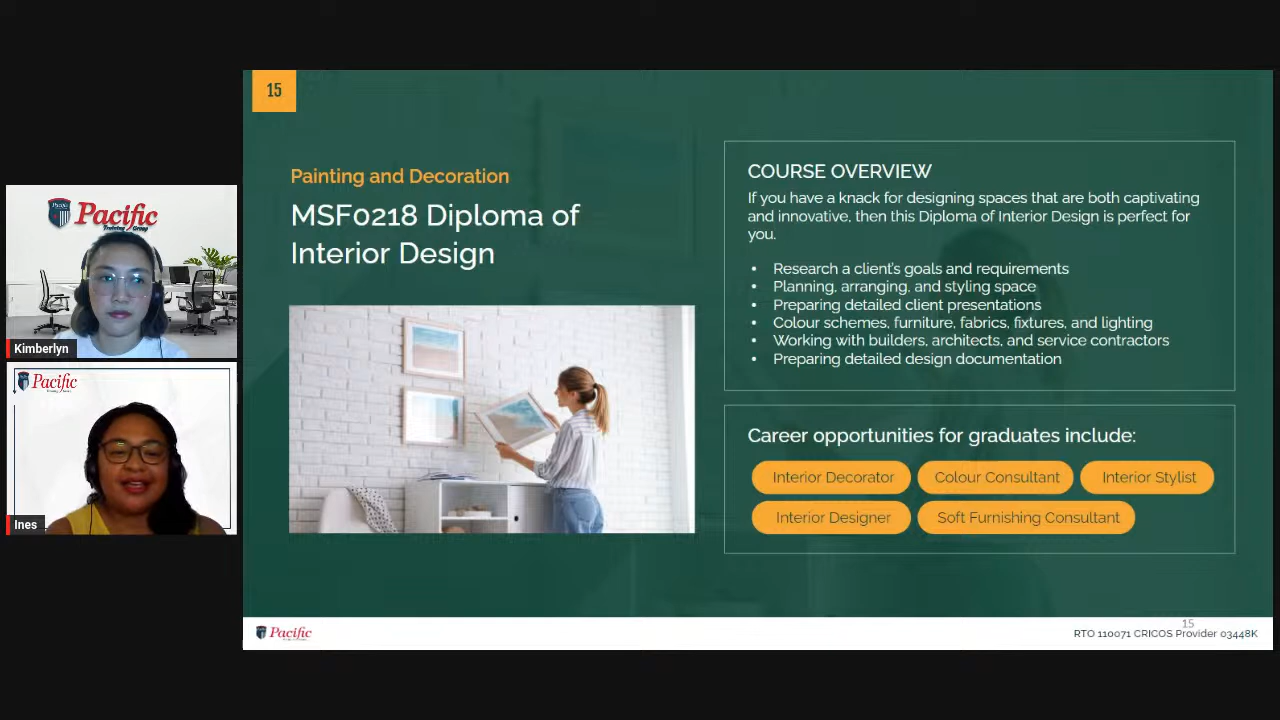 15
Painting and Decoration
MSF0218 Diploma of
Interior Design
COURSE OVERVIEW
If you have a knack for designing spaces that are both captivating
and innovative, then this Diploma of Interior Design is perfect for
you.
• Research a client's goals and requirements
• Planning, arranging, and styling space
• Preparing detailed client presentations
• Colour schemes, furniture, fabrics, fixtures, and lighting
• Working with builders, architects, and service contractors
• Preparing detailed design documentation
Career opportunities for graduates include:
Interior Decorator
Colour Consultant
Interior Stylist
Interior Designer
Soft Furnishing Consultant
Pacific
Training Group
Kimberlyn
Pacific
Ines
Pacific
15
RTO 110071 CRICOS Provider 03448K